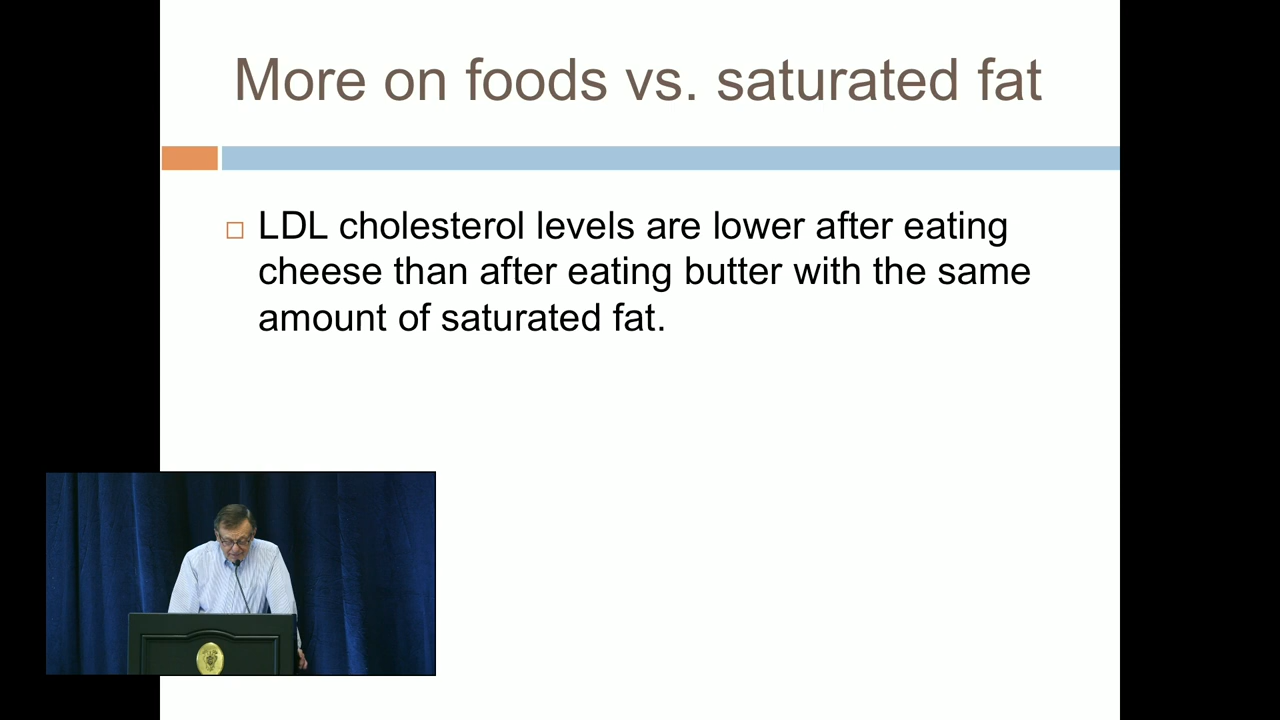 More on foods vs. saturated fat
LDL cholesterol levels are lower after eating
cheese than after eating butter with the same
amount of saturated fat.